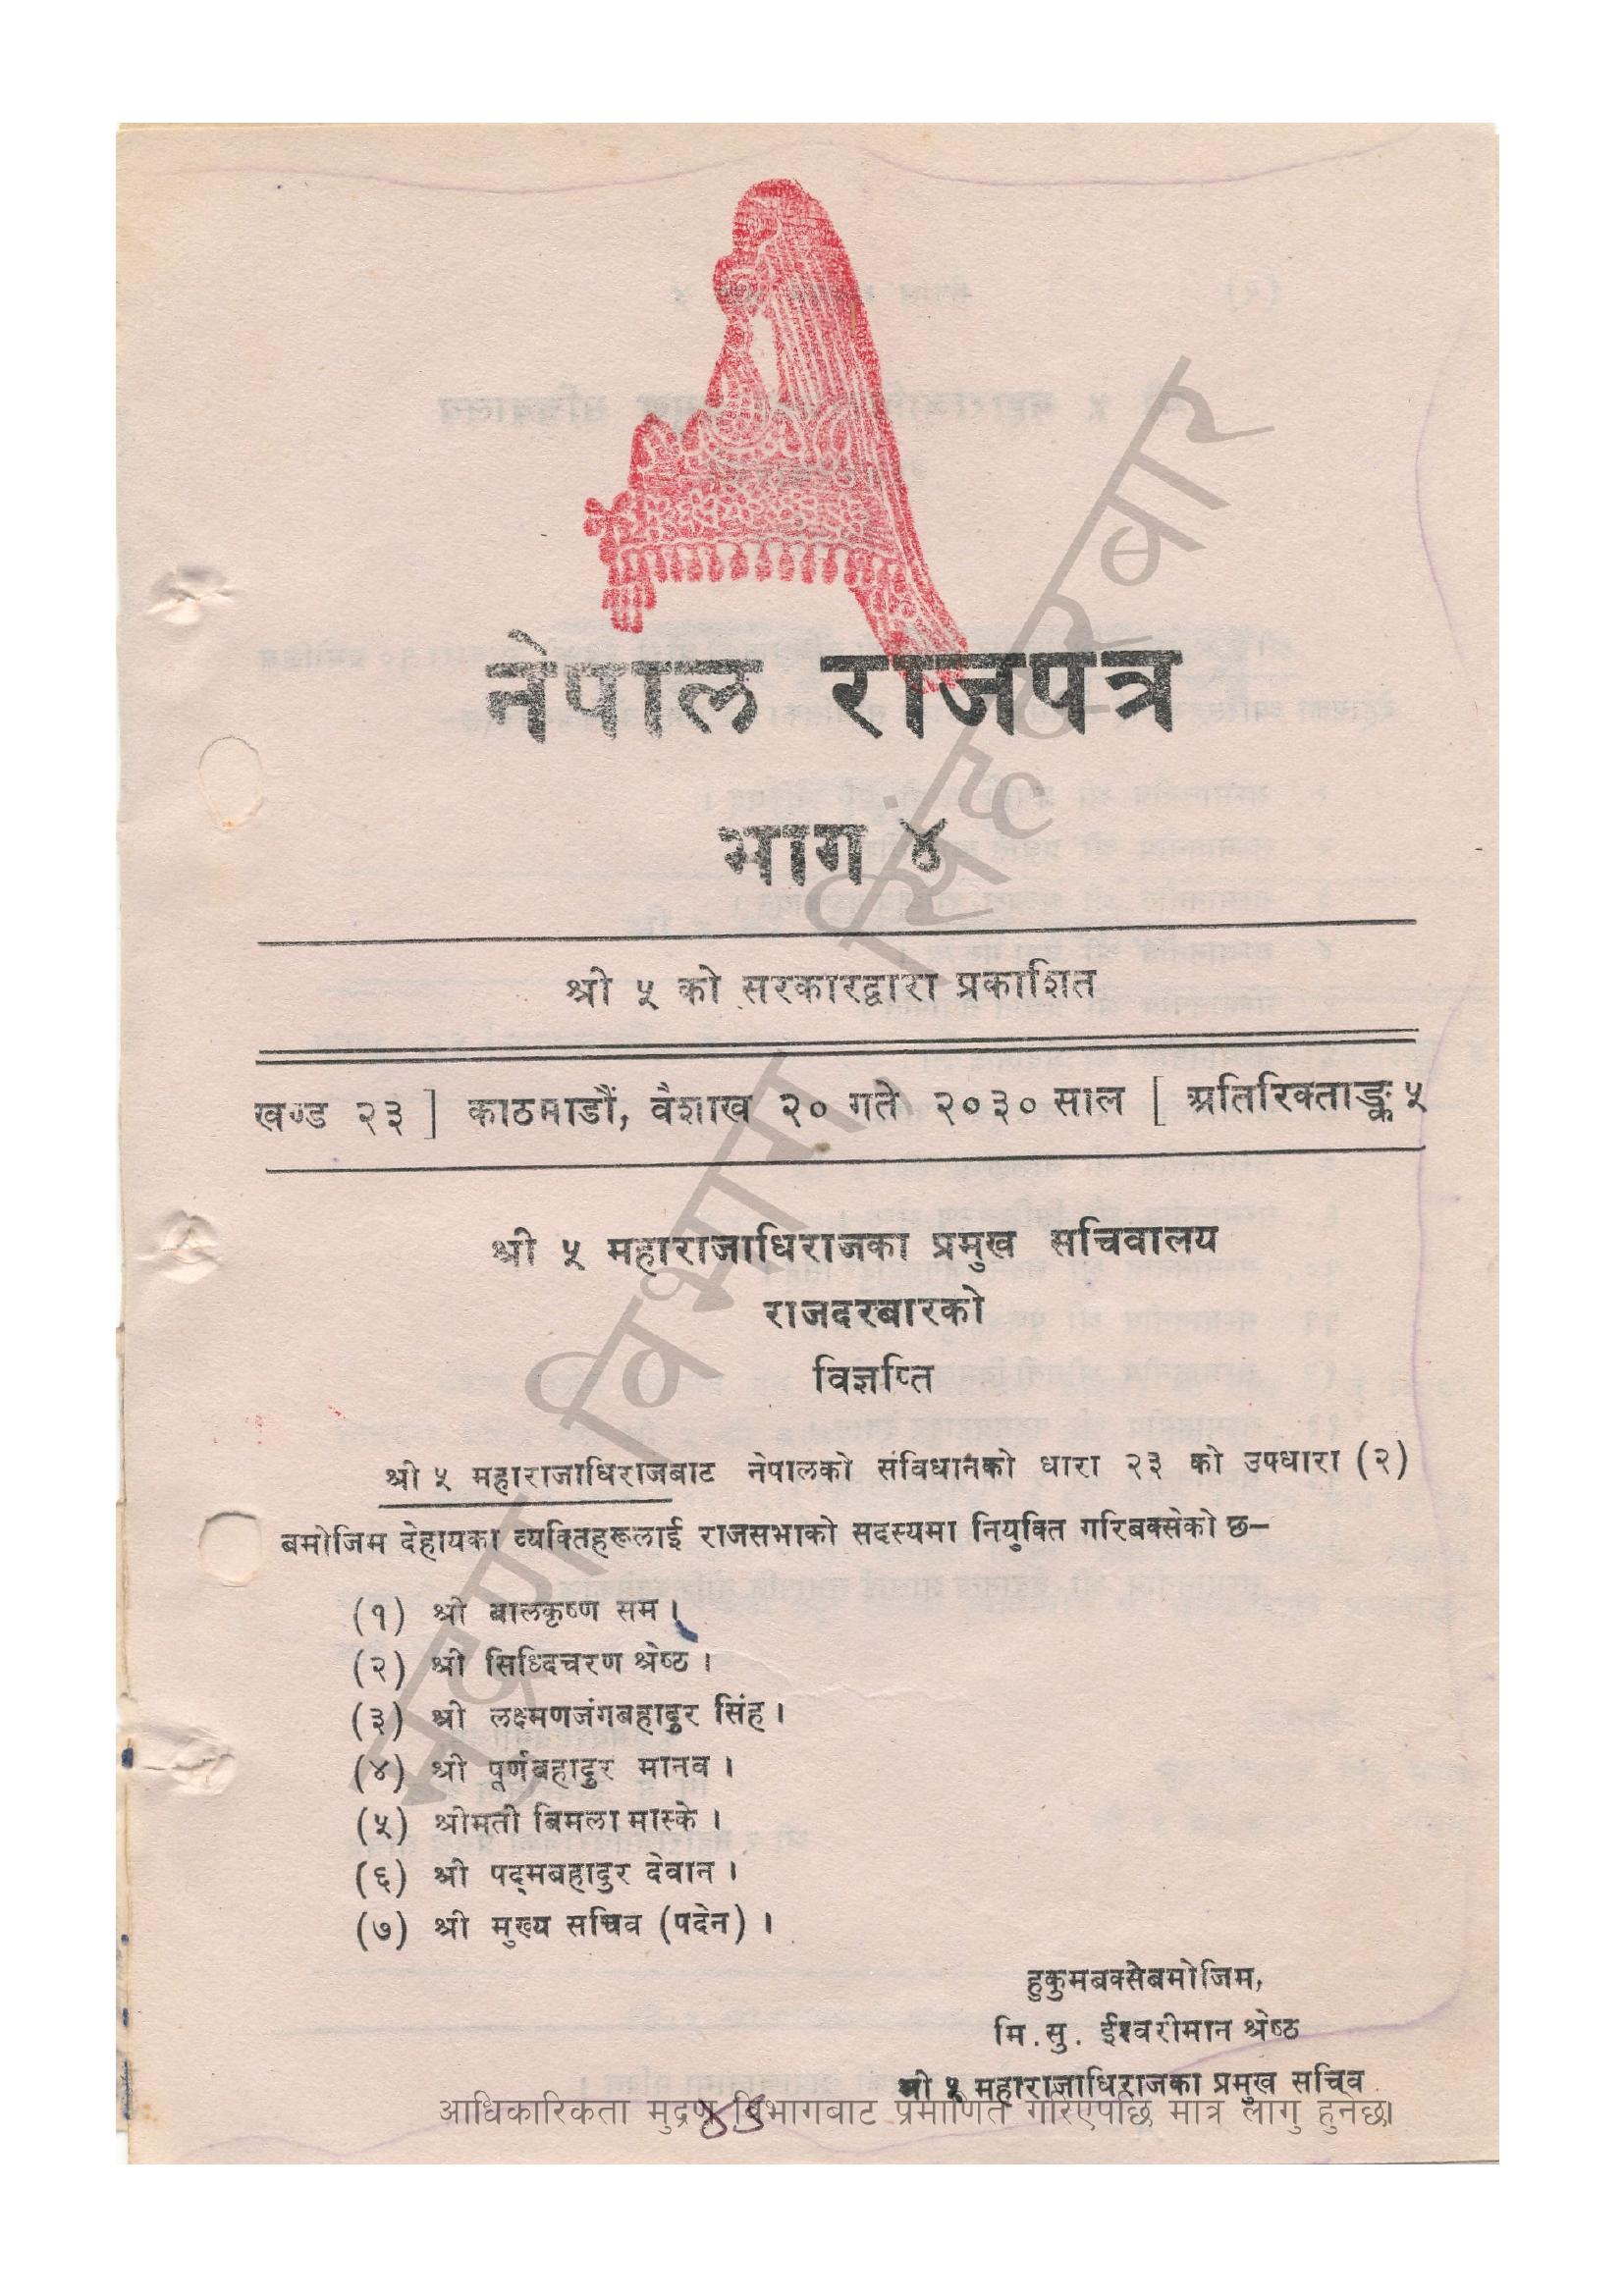 नेपाल राजपत्र
भाग ४
श्री ५ को सरकारद्वारा प्रकाशित
खण्ड २३ ] काठमाडौं, वैशाख २० गते २०३० साल [ अतिरिक्ताङ्क ५
श्री ५ महाराजाधिराजका प्रमुख सचिवालय
राजदरबारको
विज्ञप्ति
श्री ५ महाराजाधिराजबाट नेपालको संविधानको धारा २३ को उपधारा (२)
बमोजिम देहायका व्यक्तिहरूलाई राजसभाको सदस्यमा नियुक्ति गरिबक्सेको छ–
(१) श्री बालकृष्ण सम।
(२) श्री सिध्दिचरण श्रेष्ठ।
(३) श्री लक्ष्मणजंगबहादुर सिंह।
(४) श्री पूर्णबहादुर मानव।
(५) श्रीमती बिमला मास्के।
(६) श्री पद्मबहादुर देवान।
(७) श्री मुख्य सचिव (पदेन)।
हुकुमबक्सेबमोजिम,
मि. सु. ईश्वरीमान श्रेष्ठ
श्री ५ महाराजाधिराजका प्रमुख सचिव
आधिकारिकता मुद्रण विभागबाट प्रमाणित गरिएपछि मात्र लागु हुनेछ।
मुद्रण विभाग, सिंहदरबार